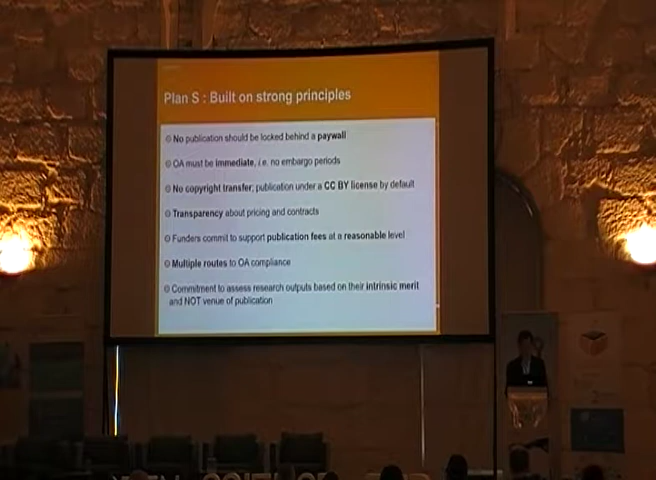 Plan S : Built on strong principles
No publication should be locked behind a paywall
OA must be immediate, i.e. no embargo periods
No copyright transfer; publication under a CC BY license by default
Transparency about pricing and contracts
Funders commit to support publication fees at a reasonable level
Multiple routes to OA compliance
Commitment to assess research outputs based on their intrinsic merit
and NOT venue of publication